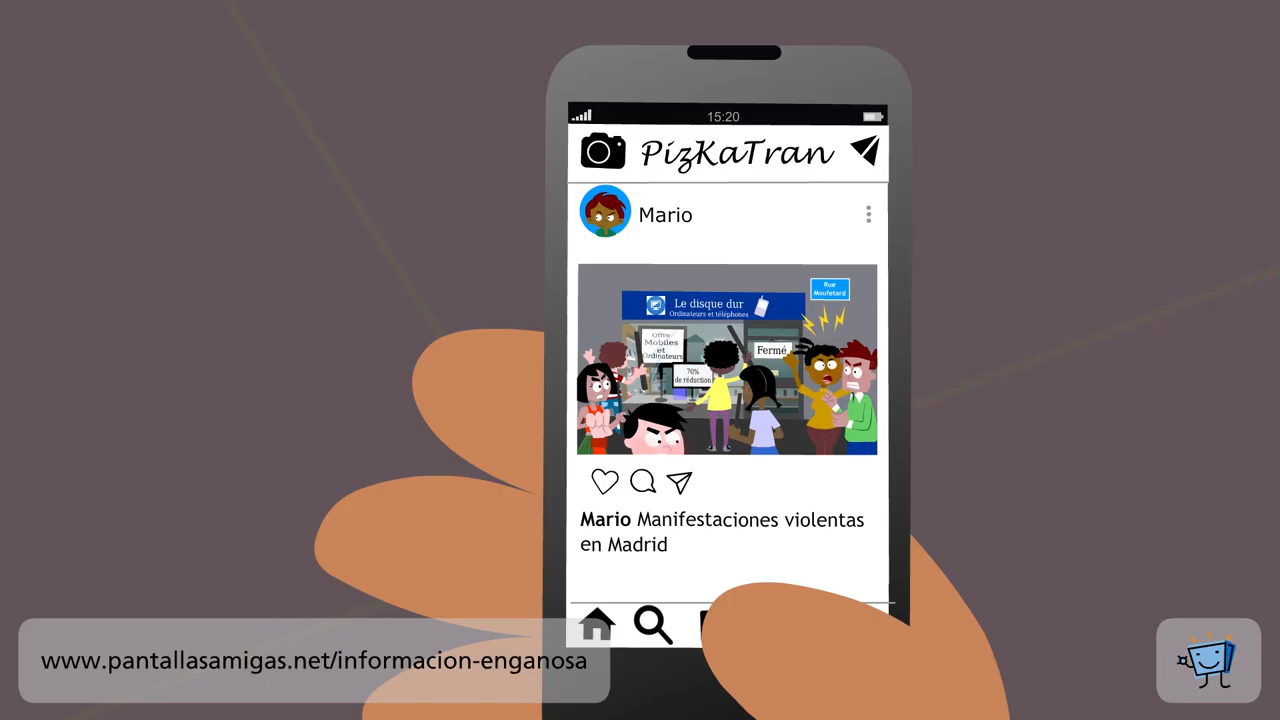 15:20
PizKaTran
Mario
Rue
Moufetard
Le disque dur
Ordinateurs et téléphones
Offre
Mobiles
et
Ordinateurs
Fermé
70%
de réduction
Mario Manifestaciones violentas
en Madrid
www.pantallasamigas.net/informacion-enganosa